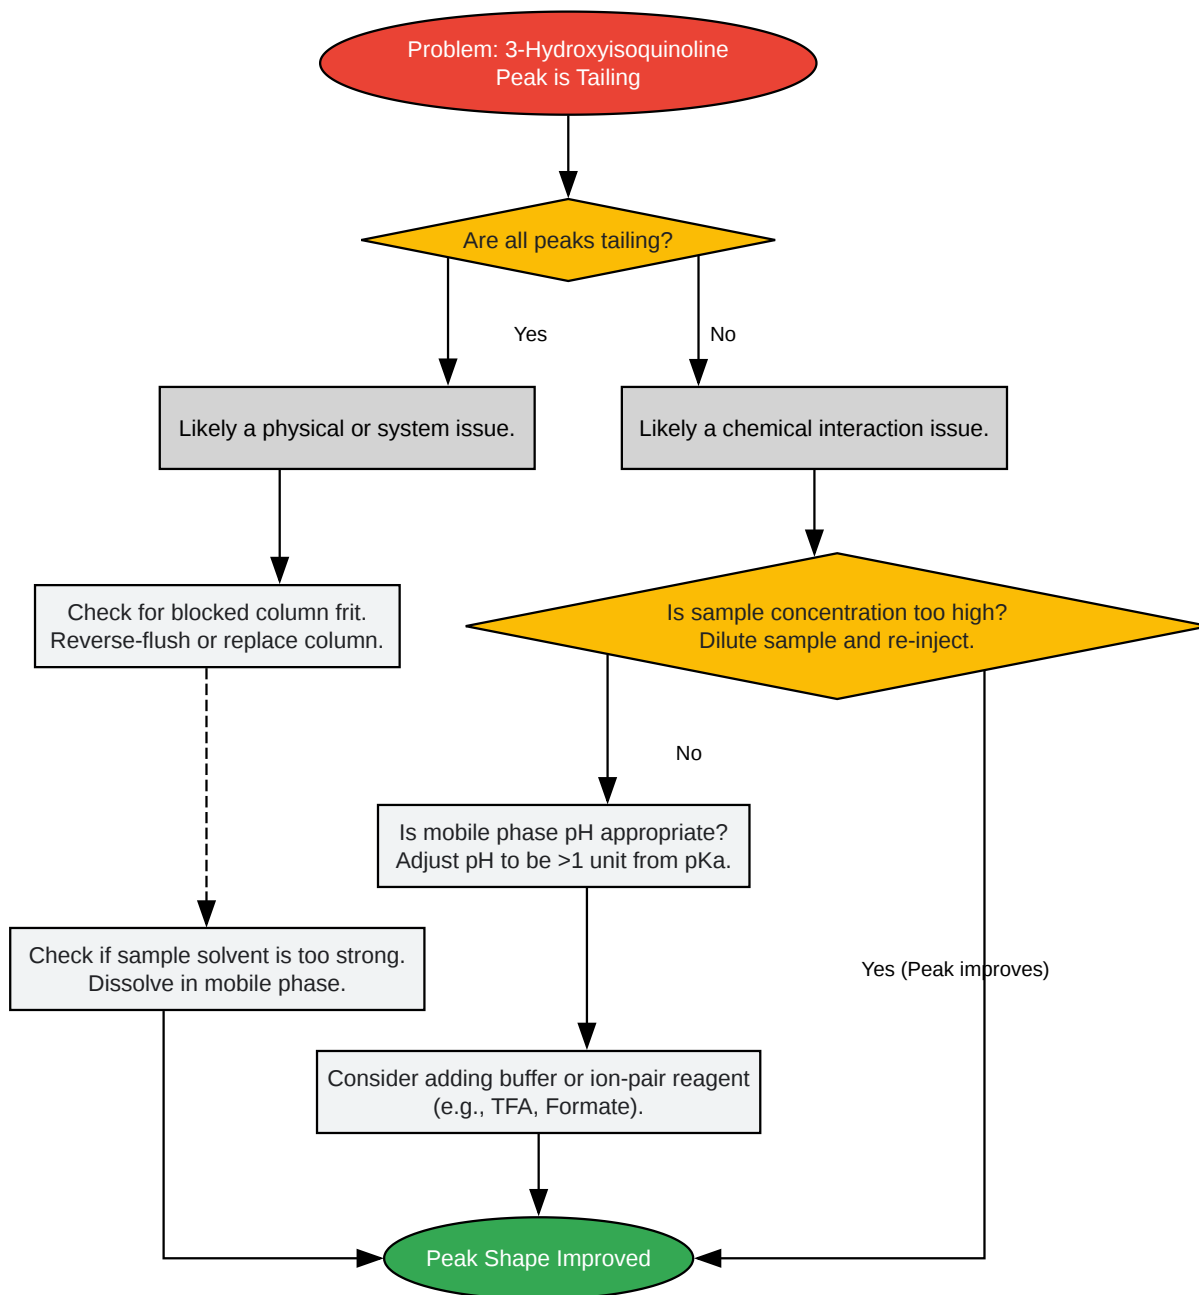 Problem: 3-Hydroxyisoquinoline
Peak is Tailing
Are all peaks tailing?
Yes
No
Likely a physical or system issue.
Likely a chemical interaction issue.
Check for blocked column frit.
Reverse-flush or replace column.
Is sample concentration too high?
Dilute sample and re-inject.
No
Is mobile phase pH appropriate?
Adjust pH to be >1 unit from pKa.
Check if sample solvent is too strong.
Dissolve in mobile phase.
Yes (Peak improves)
Consider adding buffer or ion-pair reagent
(e.g., TFA, Formate).
Peak Shape Improved